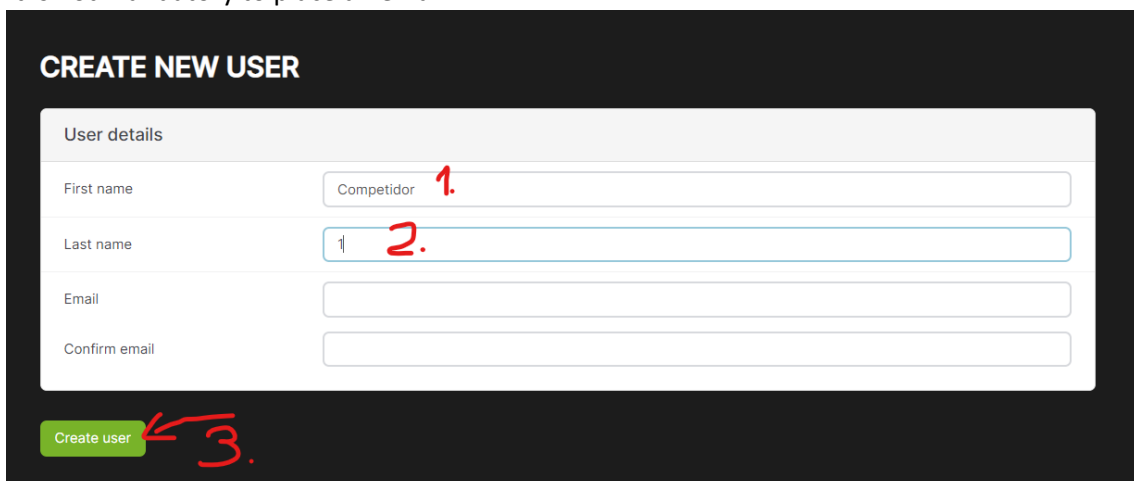 CREATE NEW USER
User details
First name Competidor 1.
Last name 1 2.
Email
Confirm email
Create user 3.